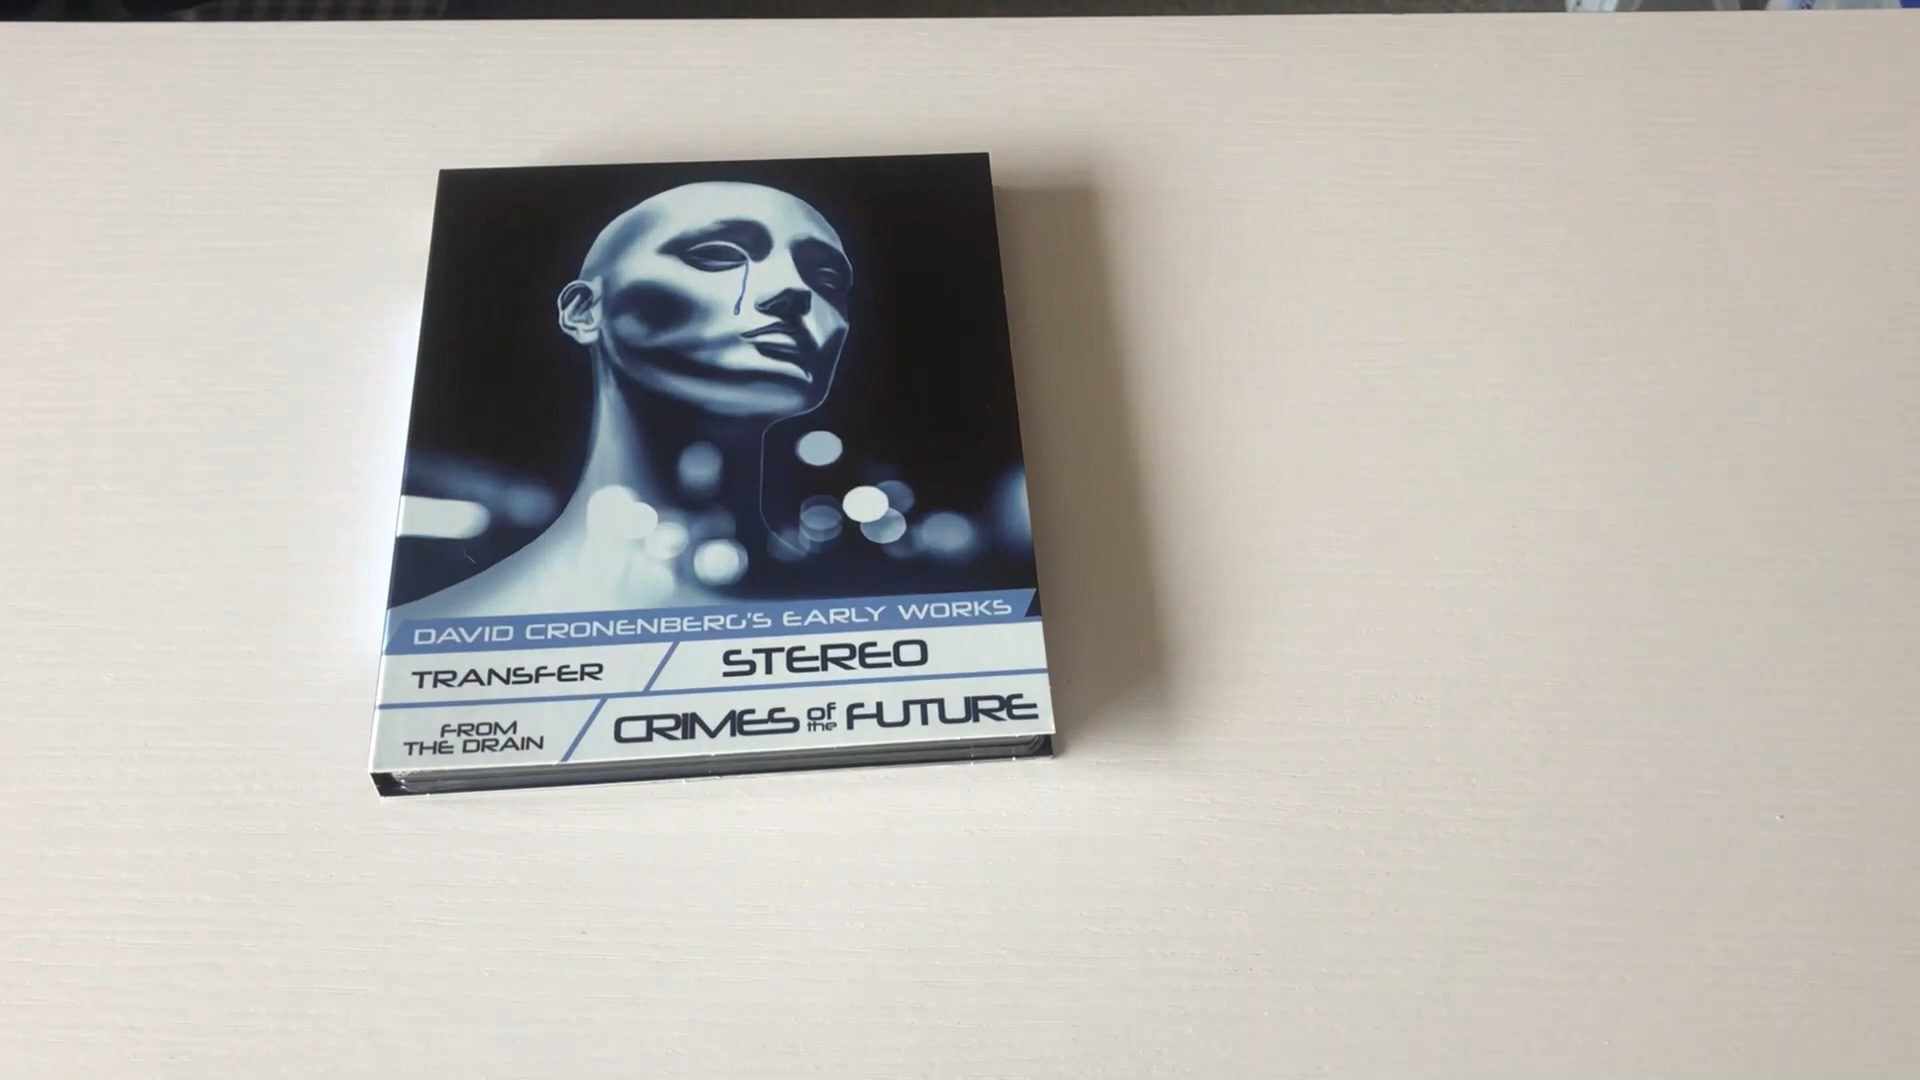 DAVID CRONENBERG'S EARLY WORKS
TRANSFER
STEREO
FROM
THE DRAIN
CRIMES of the FUTURE